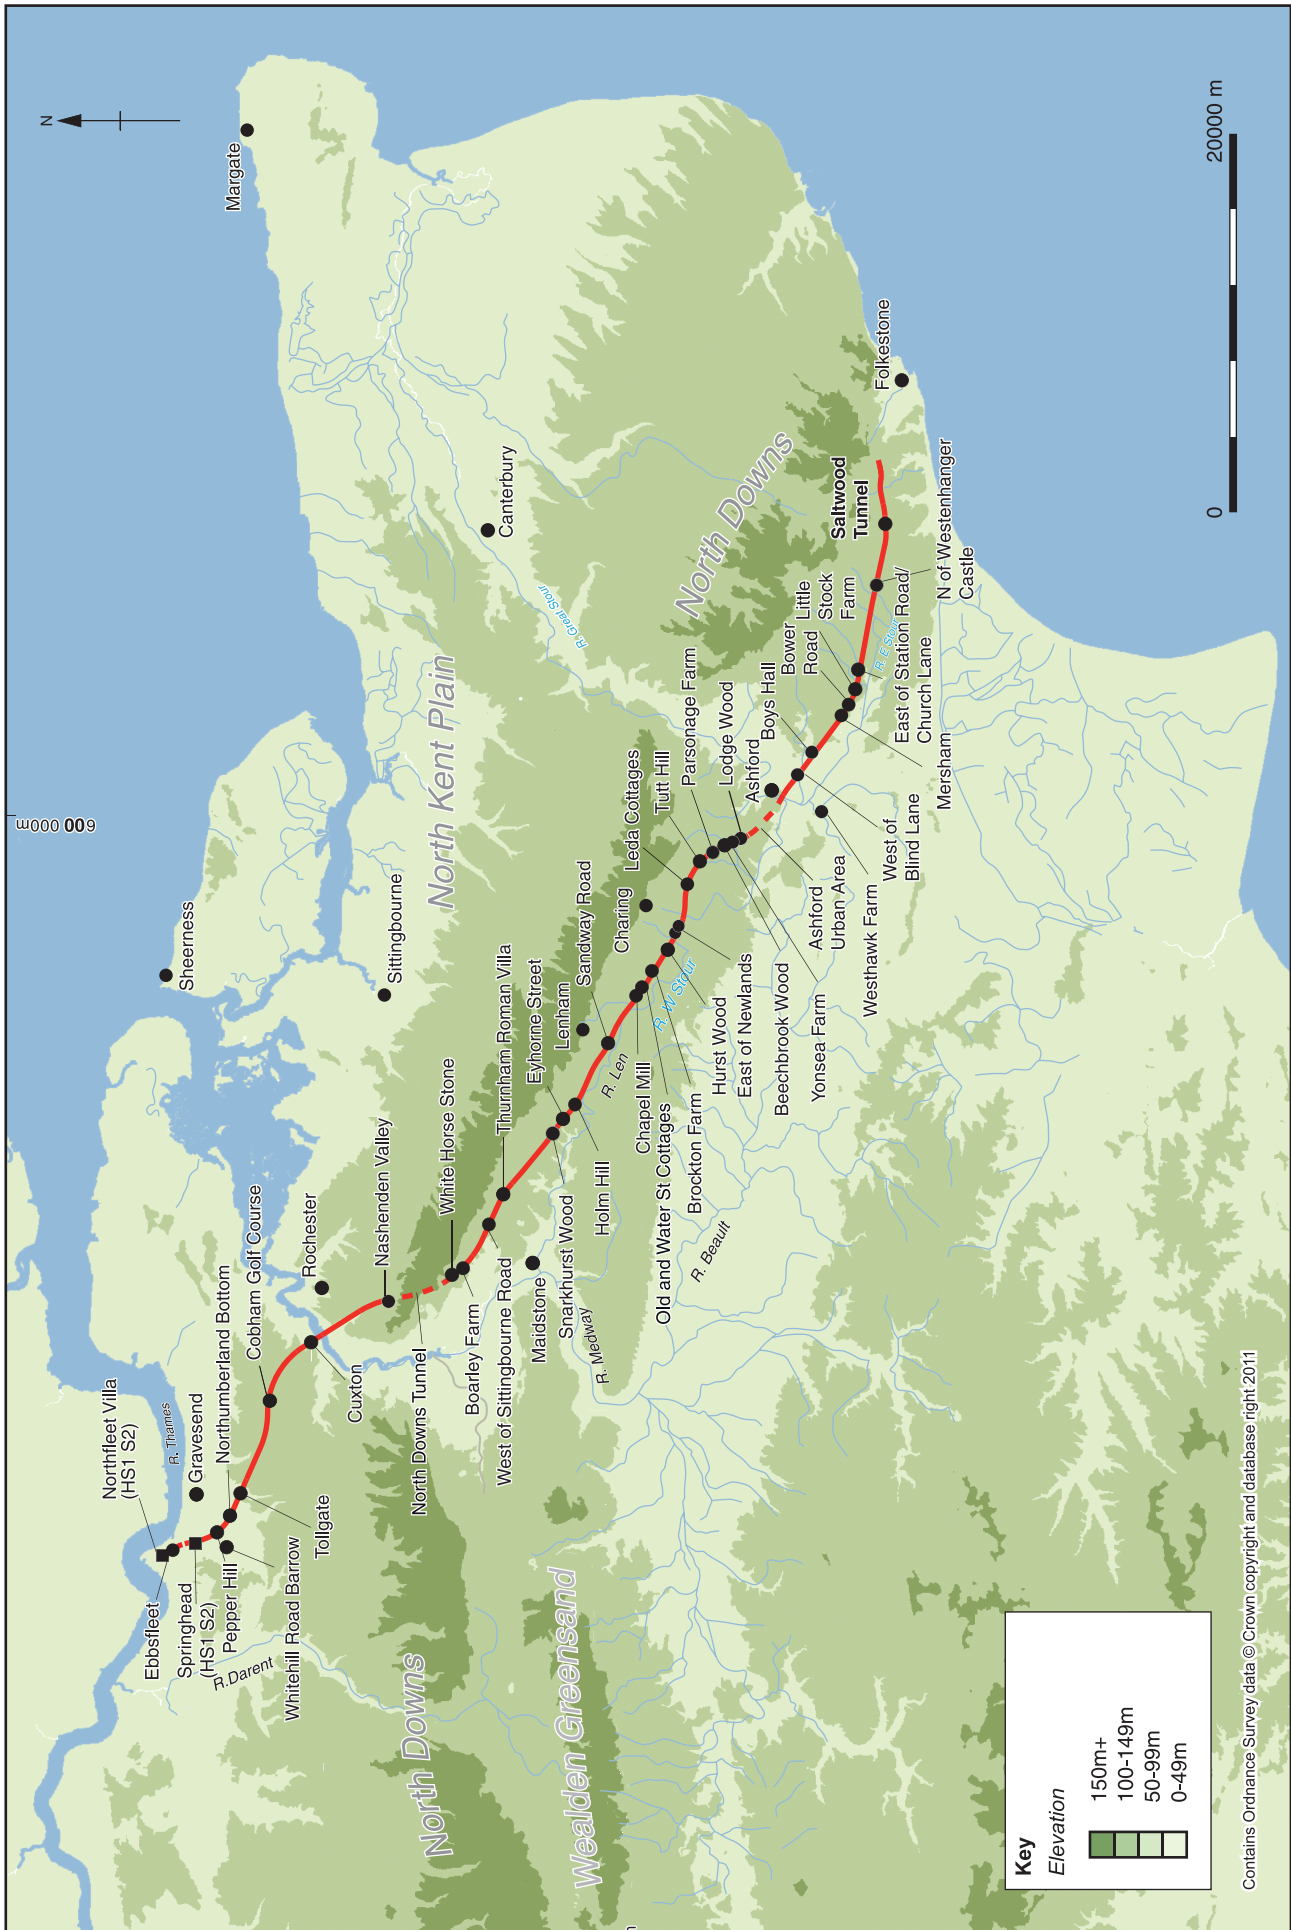 N
Margate
Sheerness
600 000m
Northfleet Villa
(HS1 S2)
R. Thames
Gravesend
Northumberland Bottom
Cobham Golf Course
Rochester
Nashenden Valley
White Horse Stone
Thurnham Roman Villa
Eyhorne Street
Lenham
Sandway Road
Charing
Leda Cottages
Tutt Hill
Parsonage Farm
Lodge Wood
Ashford
Boys Hall
Bower
Road
Little
Stock
Farm
Saltwood
Tunnel
Folkestone
Sittingbourne
North Kent Plain
Canterbury
R. Great Stour
North Downs
Ebbsfleet
Springhead
(HS1 S2)
Pepper Hill
R.Darent
Whitehill Road Barrow
Tollgate
Cuxton
North Downs Tunnel
Boarley Farm
West of Sittingbourne Road
Maidstone
Snarkhurst Wood
R. Medway
Holm Hill
R. Len
Chapel Mill
Old and Water St Cottages
Brockton Farm
R. Beault
R. W Stour
Hurst Wood
East of Newlands
Beechbrook Wood
Yonsea Farm
Ashford
Urban Area
Westhawk Farm
West of
Blind Lane
Mersham
R. E Stour
East of Station Road/
Church Lane
N of Westenhanger
Castle
North Downs
Wealden Greensand
Key
Elevation
150m+
100-149m
50-99m
0-49m
0
20000 m
Contains Ordnance Survey data © Crown copyright and database right 2011